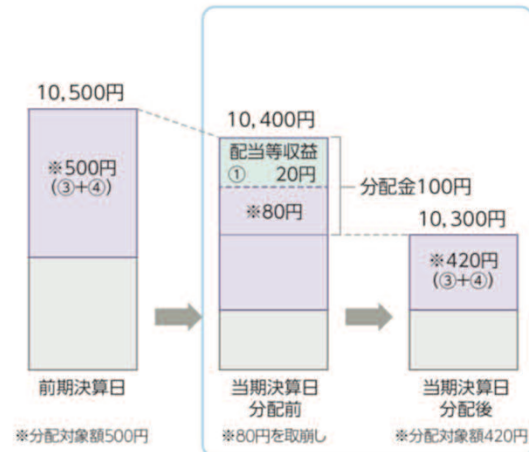 10,500円
※500円
(③+④)
前期決算日
※分配対象額500円
10,400円
配当等収益
① 20円
※80円
分配金100円
当期決算日
分配前
※80円を取崩し
10,300円
※420円
(③+④)
当期決算日
分配後
※分配対象額420円